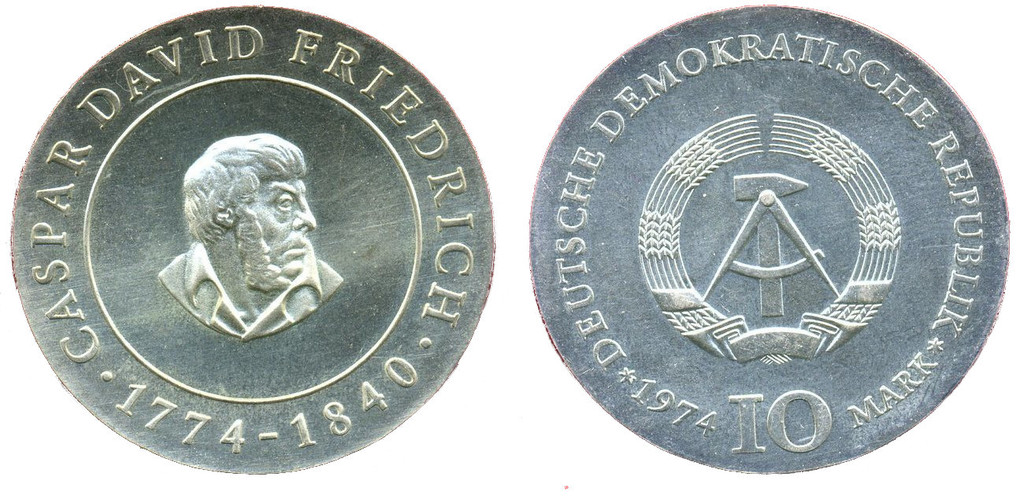 CASPAR DAVID FRIEDRICH
· 1774-1840 ·
DEUTSCHE DEMOKRATISCHE REPUBLIK
* 1974 10 MARK *